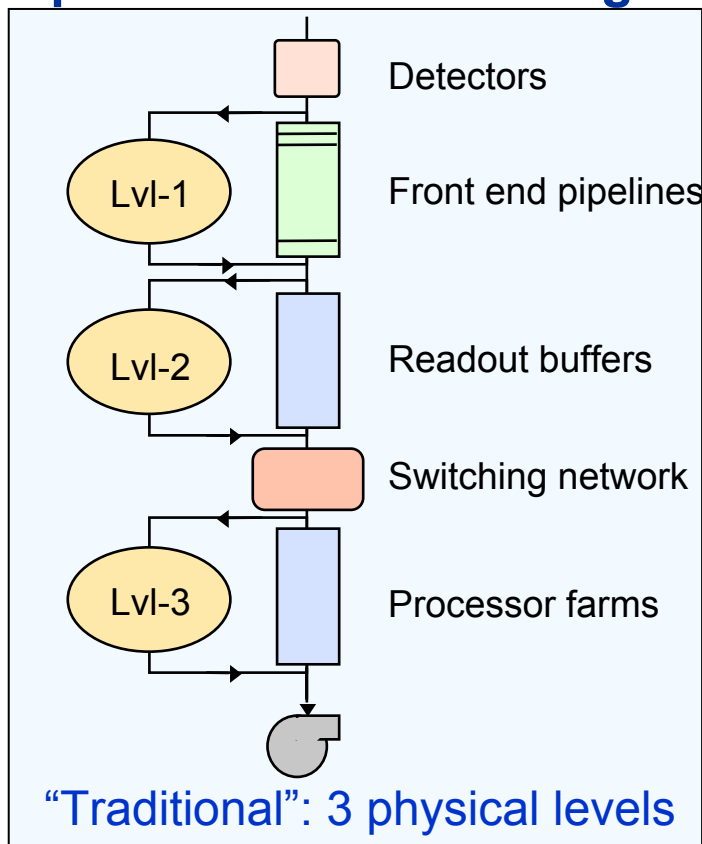 Detectors
Lvl-1
Front end pipelines
Lvl-2
Readout buffers
Switching network
Lvl-3
Processor farms
“Traditional”: 3 physical levels